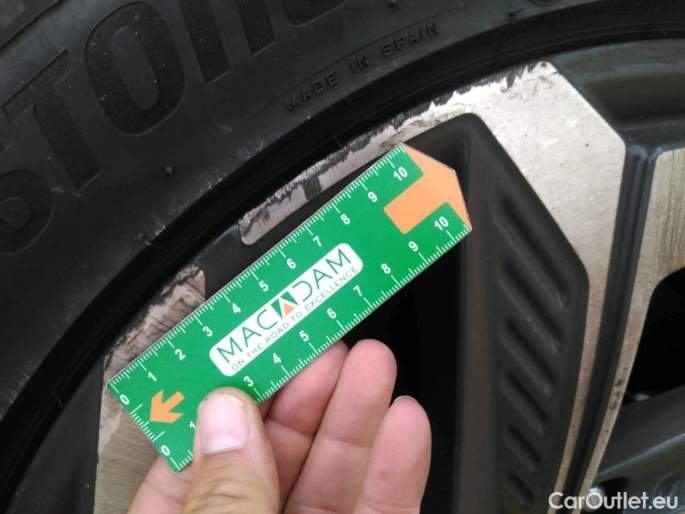 MADE IN SPAIN
0 1 2 3 4 5 6 7 8 9 10
MACADAM
ON THE ROAD TO EXCELLENCE
0 1 3 4 5 6 7 8 9 10
CarOutlet.eu